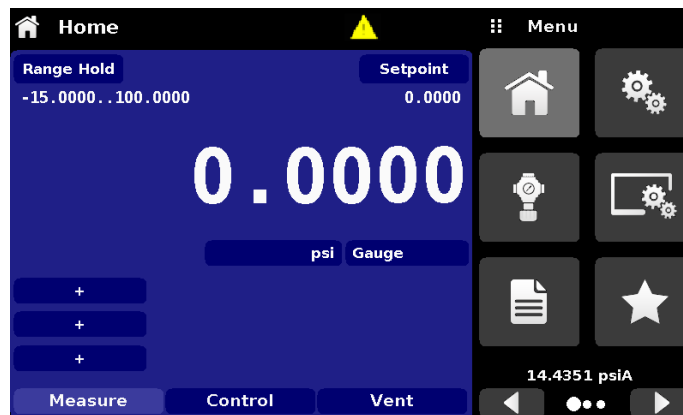 Home
Menu
Range Hold
Setpoint
-15.0000..100.0000
0.0000
0.0000
psi
Gauge
+
+
+
14.4351 psiA
Measure
Control
Vent